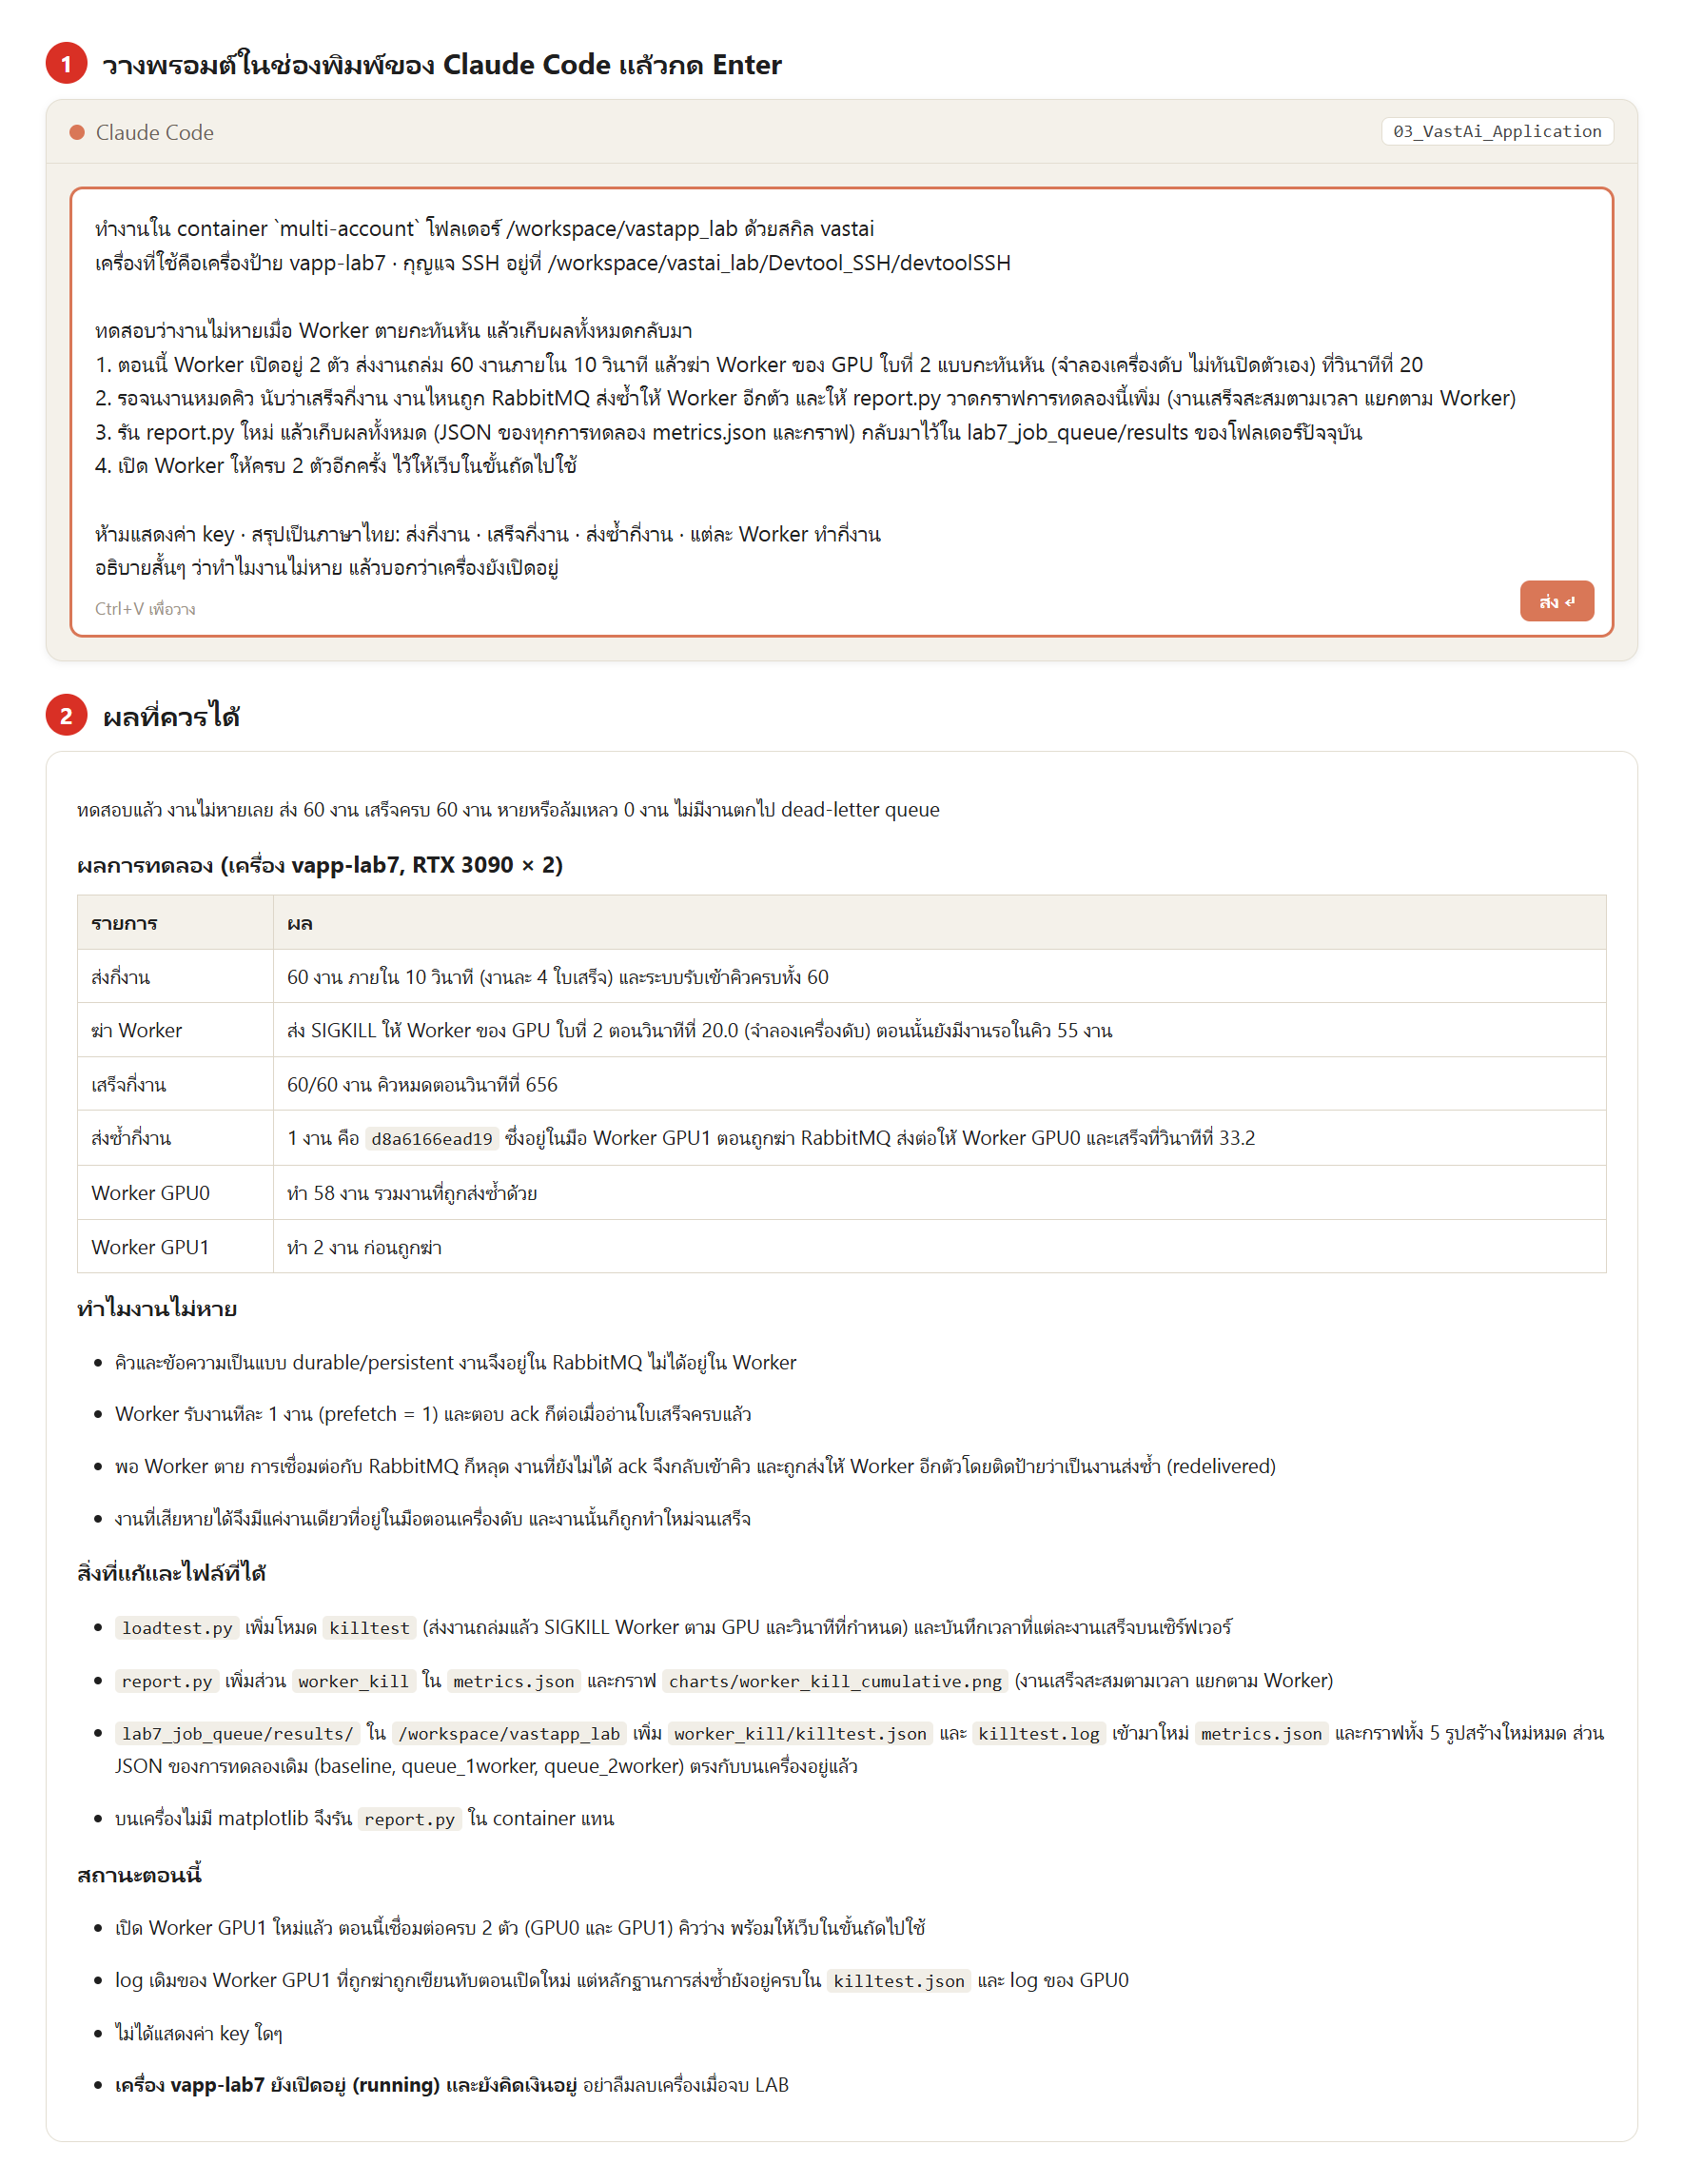 1 วางพรอมต์ในช่องพิมพ์ของ Claude Code แล้วกด Enter
Claude Code
03_VastAi_Application
ทำงานใน container `multi-account` โฟลเดอร์ /workspace/vastapp_lab ด้วยสกิล vastai
เครื่องที่ใช้คือเครื่องป้าย vapp-lab7 · กุญแจ SSH อยู่ที่ /workspace/vastai_lab/Devtool_SSH/devtoolSSH
ทดสอบว่างานไม่หายเมื่อ Worker ตายกะทันหัน แล้วเก็บผลทั้งหมดกลับมา
1. ตอนนี้ Worker เปิดอยู่ 2 ตัว ส่งงานถล่ม 60 งานภายใน 10 วินาที แล้วฆ่า Worker ของ GPU ใบที่ 2 แบบกะทันหัน (จำลองเครื่องดับ ไม่ทันปิดตัวเอง) ที่วินาทีที่ 20
2. รอจนงานหมดคิว นับว่าเสร็จกี่งาน งานไหนถูก RabbitMQ ส่งซ้ำให้ Worker อีกตัว และให้ report.py วาดกราฟการทดลองนี้เพิ่ม (งานเสร็จสะสมตามเวลา แยกตาม Worker)
3. รัน report.py ใหม่ แล้วเก็บผลทั้งหมด (JSON ของทุกการทดลอง metrics.json และกราฟ) กลับมาไว้ใน lab7_job_queue/results ของโฟลเดอร์ปัจจุบัน
4. เปิด Worker ให้ครบ 2 ตัวอีกครั้ง ไว้ให้เว็บในขั้นถัดไปใช้
ห้ามแสดงค่า key · สรุปเป็นภาษาไทย: ส่งกี่งาน · เสร็จกี่งาน · ส่งซ้ำกี่งาน · แต่ละ Worker ทำกี่งาน
อธิบายสั้นๆ ว่าทำไมงานไม่หาย แล้วบอกว่าเครื่องยังเปิดอยู่
Ctrl+V เพื่อวาง
ส่ง ↵
2 ผลที่ควรได้
ทดสอบแล้ว งานไม่หายเลย ส่ง 60 งาน เสร็จครบ 60 งาน หายหรือล้มเหลว 0 งาน ไม่มีงานตกไป dead-letter queue
ผลการทดลอง (เครื่อง vapp-lab7, RTX 3090 × 2)
รายการ ผล
ส่งกี่งาน 60 งาน ภายใน 10 วินาที (งานละ 4 ใบเสร็จ) และระบบรับเข้าคิวครบทั้ง 60
ฆ่า Worker ส่ง SIGKILL ให้ Worker ของ GPU ใบที่ 2 ตอนวินาทีที่ 20.0 (จำลองเครื่องดับ) ตอนนั้นยังมีงานรอในคิว 55 งาน
เสร็จกี่งาน 60/60 งาน คิวหมดตอนวินาทีที่ 656
ส่งซ้ำกี่งาน 1 งาน คือ d8a6166ead19 ซึ่งอยู่ในมือ Worker GPU1 ตอนถูกฆ่า RabbitMQ ส่งต่อให้ Worker GPU0 และเสร็จที่วินาทีที่ 33.2
Worker GPU0 ทำ 58 งาน รวมงานที่ถูกส่งซ้ำด้วย
Worker GPU1 ทำ 2 งาน ก่อนถูกฆ่า
ทำไมงานไม่หาย
• คิวและข้อความเป็นแบบ durable/persistent งานจึงอยู่ใน RabbitMQ ไม่ได้อยู่ใน Worker
• Worker รับงานทีละ 1 งาน (prefetch = 1) และตอบ ack ก็ต่อเมื่ออ่านใบเสร็จครบแล้ว
• พอ Worker ตาย การเชื่อมต่อกับ RabbitMQ ก็หลุด งานที่ยังไม่ได้ ack จึงกลับเข้าคิว และถูกส่งให้ Worker อีกตัวโดยติดป้ายว่าเป็นงานส่งซ้ำ (redelivered)
• งานที่เสียหายได้จึงมีแค่งานเดียวที่อยู่ในมือตอนเครื่องดับ และงานนั้นก็ถูกทำใหม่จนเสร็จ
สิ่งที่แก้และไฟล์ที่ได้
• loadtest.py เพิ่มโหมด killtest (ส่งงานถล่มแล้ว SIGKILL Worker ตาม GPU และวินาทีที่กำหนด) และบันทึกเวลาที่แต่ละงานเสร็จบนเซิร์ฟเวอร์
• report.py เพิ่มส่วน worker_kill ใน metrics.json และกราฟ charts/worker_kill_cumulative.png (งานเสร็จสะสมตามเวลา แยกตาม Worker)
• lab7_job_queue/results/ ใน /workspace/vastapp_lab เพิ่ม worker_kill/killtest.json และ killtest.log เข้ามาใหม่ metrics.json และกราฟทั้ง 5 รูปสร้างใหม่หมด ส่วน
JSON ของการทดลองเดิม (baseline, queue_1worker, queue_2worker) ตรงกับบนเครื่องอยู่แล้ว
• บนเครื่องไม่มี matplotlib จึงรัน report.py ใน container แทน
สถานะตอนนี้
• เปิด Worker GPU1 ใหม่แล้ว ตอนนี้เชื่อมต่อครบ 2 ตัว (GPU0 และ GPU1) คิวว่าง พร้อมให้เว็บในขั้นถัดไปใช้
• log เดิมของ Worker GPU1 ที่ถูกฆ่าถูกเขียนทับตอนเปิดใหม่ แต่หลักฐานการส่งซ้ำยังอยู่ครบใน killtest.json และ log ของ GPU0
• ไม่ได้แสดงค่า key ใดๆ
• เครื่อง vapp-lab7 ยังเปิดอยู่ (running) และยังคิดเงินอยู่ อย่าลืมลบเครื่องเมื่อจบ LAB